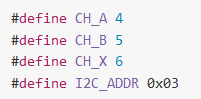 #define CH_A 4
#define CH_B 5
#define CH_X 6
#define I2C_ADDR 0x03